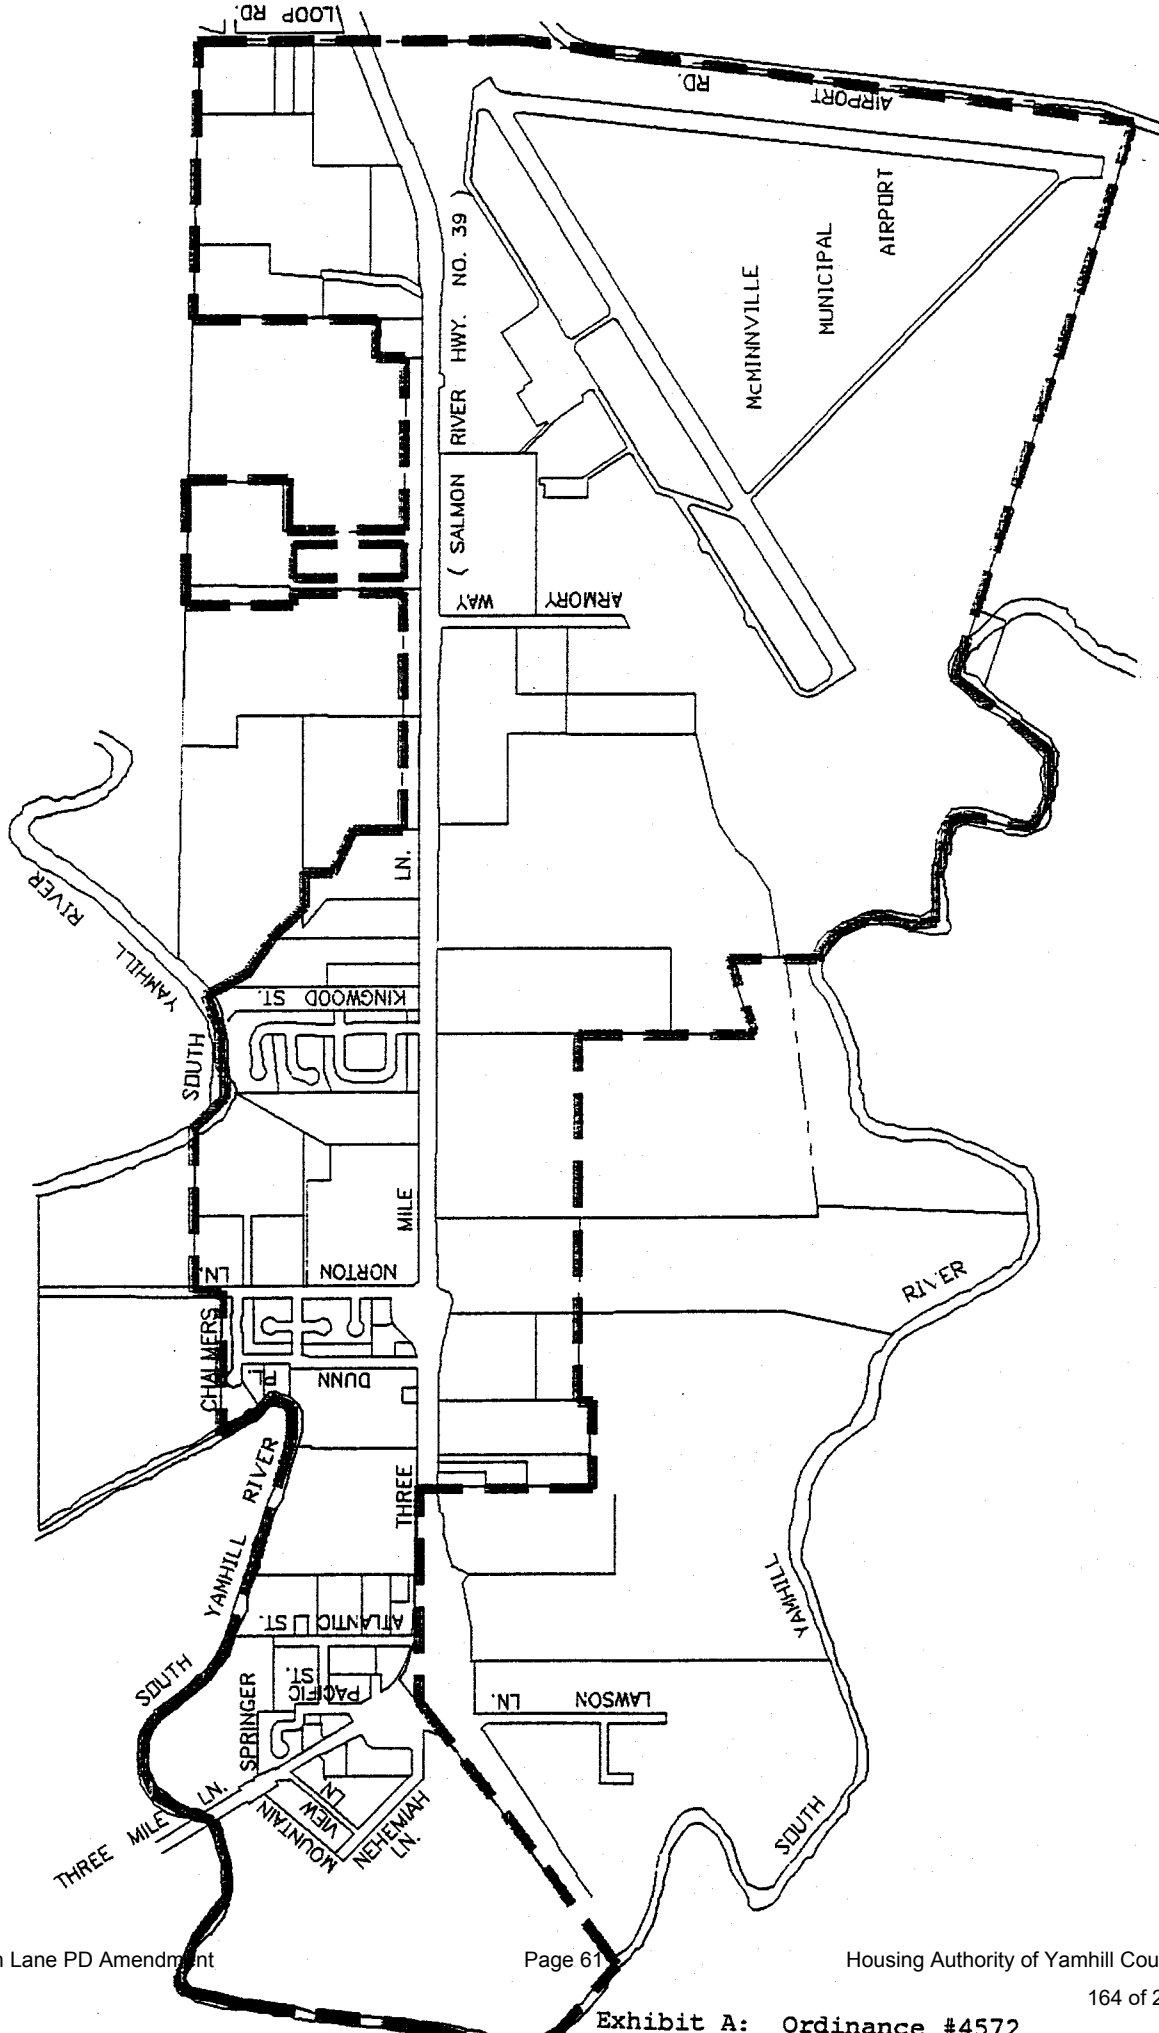 LOOP RD.
AIRPORT RD.
McMINNVILLE
MUNICIPAL
AIRPORT
( SALMON RIVER HWY. NO. 39 )
ARMORY WAY
THREE MILE LN.
SOUTH YAMHILL RIVER
KINGWOOD ST.
NORTON LN.
CHALMERS
DUNN PL.
SOUTH YAMHILL RIVER
ATLANTIC ST.
PACIFIC ST.
SPRINGER
LAWSON LN.
MOUNTAIN VIEW LN
NEHEMIAH LN.
THREE MILE LN.
SOUTH YAMHILL RIVER
Lane PD Amendment
Page 61
Housing Authority of Yamhill
164 of
Exhibit A: Ordinance #4572